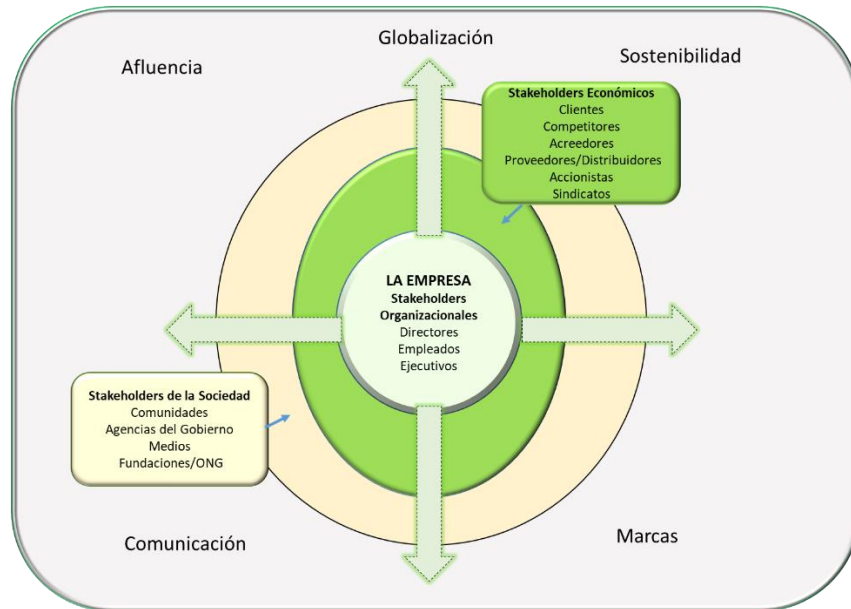 Globalización
Afluencia
Sostenibilidad
Stakeholders Económicos
Clientes
Competitores
Acreedores
Proveedores/Distribuidores
Accionistas
Sindicatos
LA EMPRESA
Stakeholders
Organizacionales
Directores
Empleados
Ejecutivos
Stakeholders de la Sociedad
Comunidades
Agencias del Gobierno
Medios
Fundaciones/ONG
Comunicación
Marcas